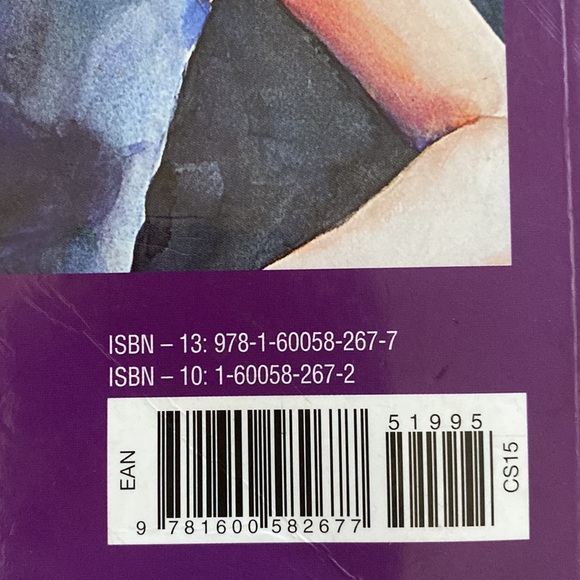 ISBN – 13: 978-1-60058-267-7
ISBN – 10: 1-60058-267-2
EAN
51995
9 781600 582677
CS15